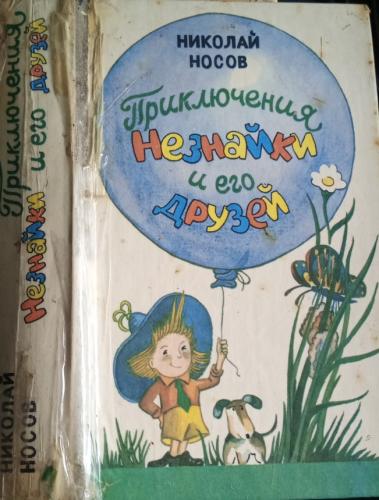 НИКОЛАЙ
НОСОВ
Приключения
Незнайки
и его
друзей
НИКОЛАЙ
НОСОВ
Приключения
Незнайки и его друзей